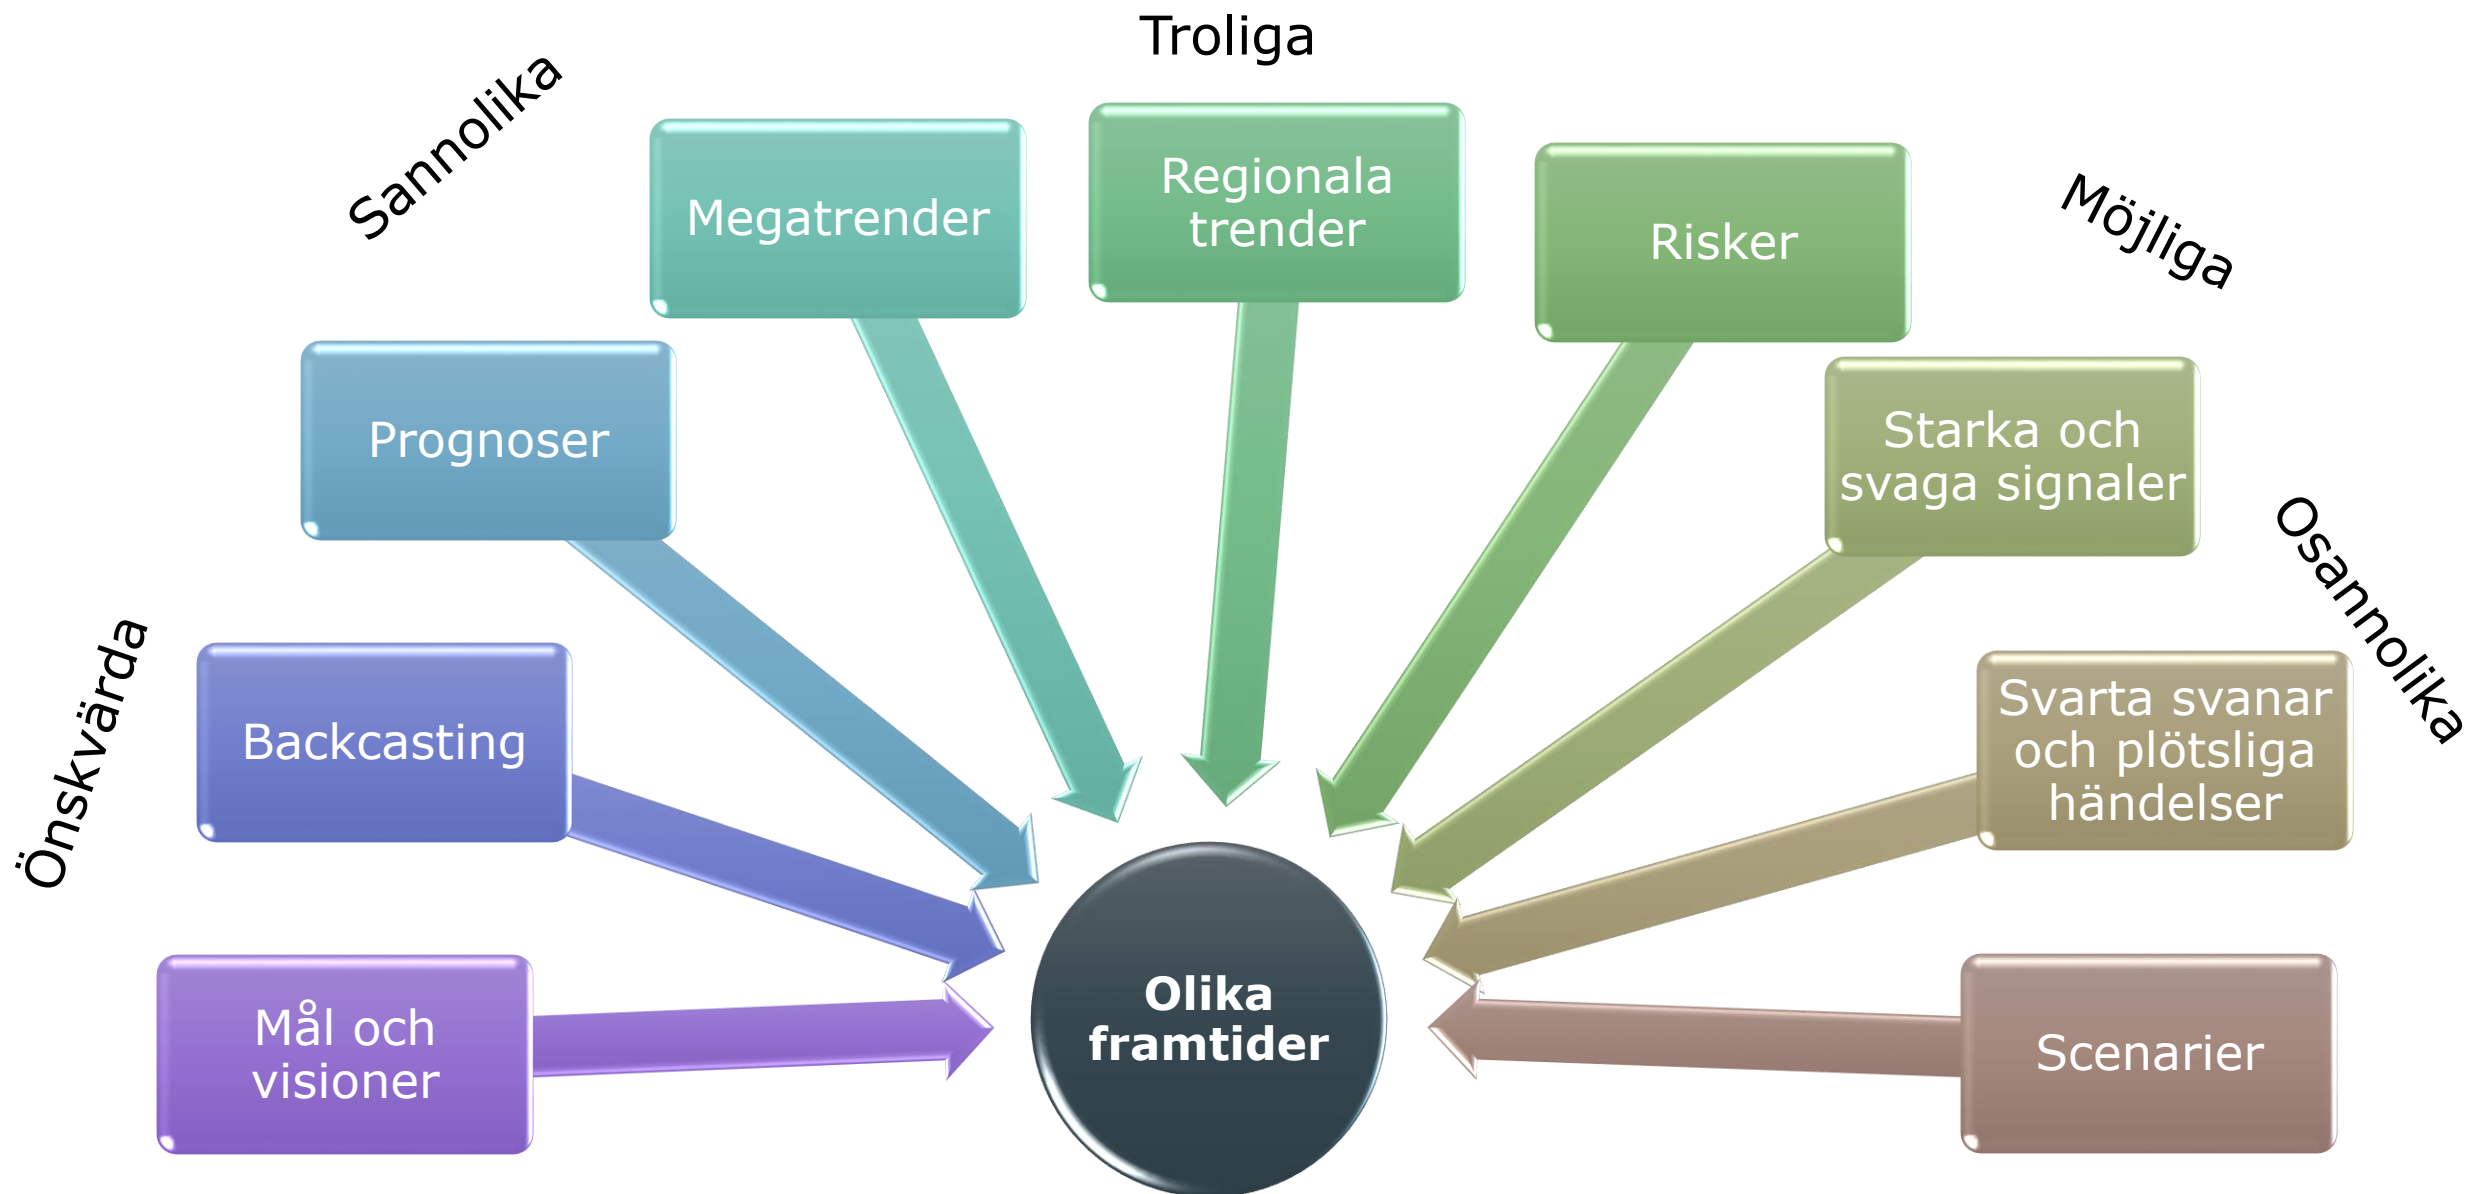 Troliga
Sannolika
Möjliga
Osannolika
Önskvärda
Megatrender
Regionala
trender
Risker
Prognoser
Starka och
svaga signaler
Backcasting
Svarta svanar
och plötsliga
händelser
Mål och
visioner
Olika
framtider
Scenarier